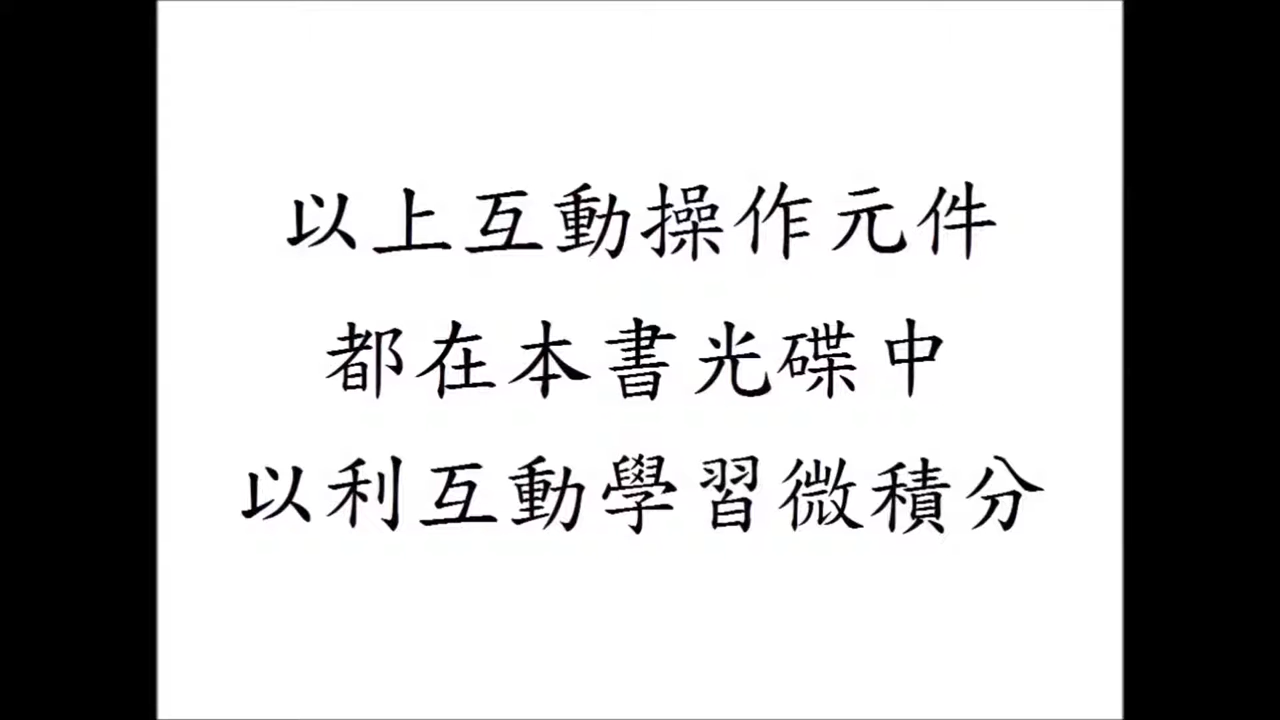 以上互動操作元件
都在本書光碟中
以利互動學習微積分